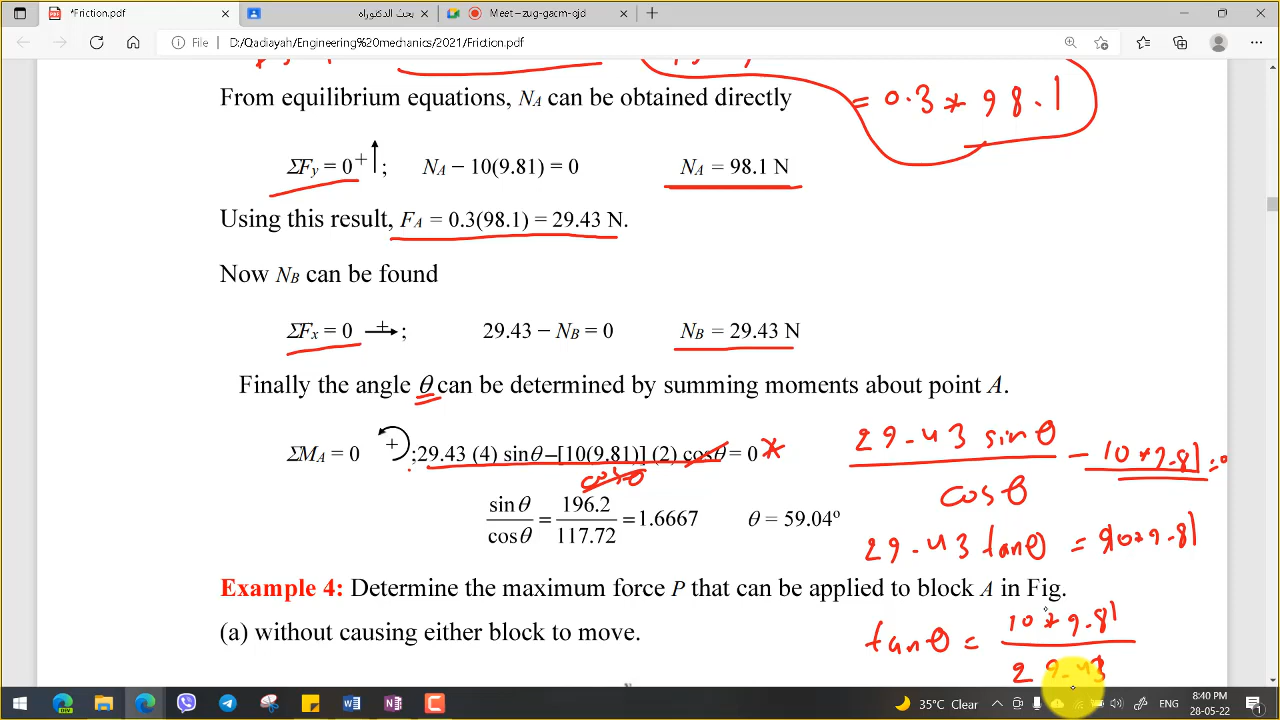 *Friction.pdf
بحث الدكتوراه
Meet-zug-gacm-qjd
File D:/Qadiayah/Engineering%20mechanics/2021/Friction.pdf
From equilibrium equations, NA can be obtained directly
= 0.3 * 98.1
ΣFy = 0 + ; NA − 10(9.81) = 0 NA = 98.1 N
Using this result, FA = 0.3(98.1) = 29.43 N.
Now NB can be found
ΣFx = 0 + ; 29.43 − NB = 0 NB = 29.43 N
Finally the angle θ can be determined by summing moments about point A.
29.43 sinθ
ΣMA = 0 + ;29.43 (4) sinθ–[10(9.81)] (2) cosθ = 0 * − 10*9.81=0
cosθ
cosθ
sinθ
cosθ
=
196.2
117.72
= 1.6667 θ = 59.04º
29.43 tanθ = 10*9.81
Example 4: Determine the maximum force P that can be applied to block A in Fig.
(a) without causing either block to move.
tanθ =
10*9.81
29.43
35°C Clear
8:40 PM
28-05-22
1